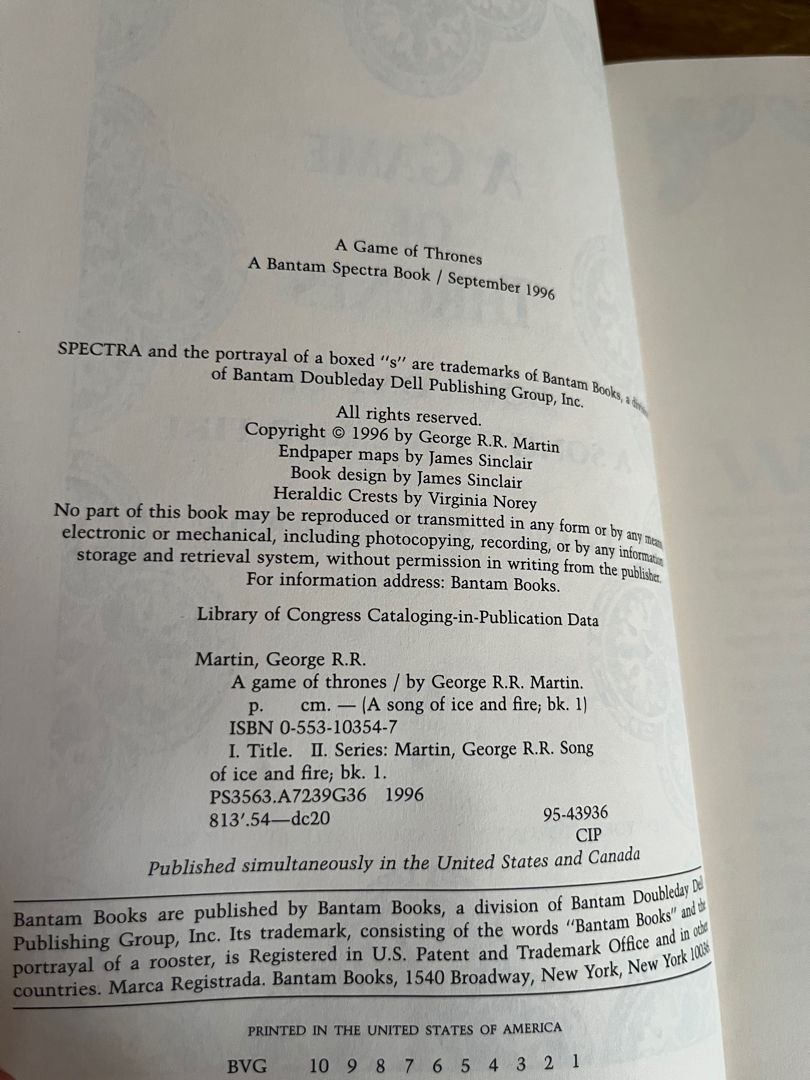 A Game of Thrones
A Bantam Spectra Book / September 1996
SPECTRA and the portrayal of a boxed "s" are trademarks of Bantam Books, a
of Bantam Doubleday Dell Publishing Group, Inc.
All rights reserved.
Copyright © 1996 by George R.R. Martin
Endpaper maps by James Sinclair
Book design by James Sinclair
Heraldic Crests by Virginia Norey
No part of this book may be reproduced or transmitted in any form or by any means
electronic or mechanical, including photocopying, recording, or by any information
storage and retrieval system, without permission in writing from the publisher.
For information address: Bantam Books.
Library of Congress Cataloging-in-Publication Data
Martin, George R.R.
A game of thrones / by George R.R. Martin.
p. cm. — (A song of ice and fire; bk. 1)
ISBN 0-553-10354-7
I. Title. II. Series: Martin, George R.R. Song
of ice and fire; bk. 1.
PS3563.A7239G36 1996
813'.54—dc20 95-43936
CIP
Published simultaneously in the United States and Canada
Bantam Books are published by Bantam Books, a division of Bantam Doubleday Dell
Publishing Group, Inc. Its trademark, consisting of the words "Bantam Books" and the
portrayal of a rooster, is Registered in U.S. Patent and Trademark Office and in other
countries. Marca Registrada. Bantam Books, 1540 Broadway, New York, New York 10036
PRINTED IN THE UNITED STATES OF AMERICA
BVG 10 9 8 7 6 5 4 3 2 1